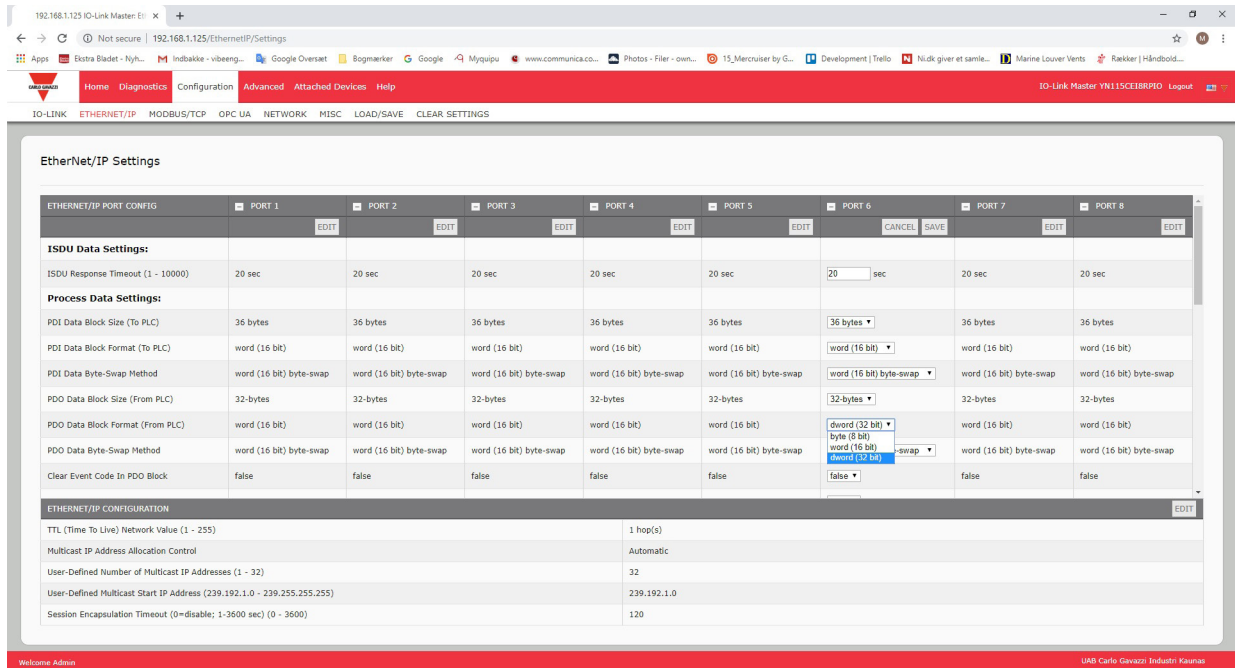 192.168.1.125 IO-Link Master: Et
Not secure | 192.168.1.125/EthernetIP/Settings
M
Apps Ekstra Bladet - Nyh... Indbakke - vibeeng... Google Oversæt Bogmærker Google Myquipu www.communica.co... Photos - Filer - own... 15_Mercruiser by G... Development | Trello Ni.dk giver et samle... Marine Louver Vents Rækker | Håndbold....
CARLO GAVAZZI Home Diagnostics Configuration Advanced Attached Devices Help IO-Link Master YN115CEI8RPIO Logout
IO-LINK ETHERNET/IP MODBUS/TCP OPC UA NETWORK MISC LOAD/SAVE CLEAR SETTINGS
EtherNet/IP Settings
ETHERNET/IP PORT CONFIG PORT 1 PORT 2 PORT 3 PORT 4 PORT 5 PORT 6 PORT 7 PORT 8
EDIT EDIT EDIT EDIT EDIT CANCEL SAVE EDIT EDIT
ISDU Data Settings:
ISDU Response Timeout (1 - 10000) 20 sec 20 sec 20 sec 20 sec 20 sec 20 sec 20 sec 20 sec
Process Data Settings:
PDI Data Block Size (To PLC) 36 bytes 36 bytes 36 bytes 36 bytes 36 bytes 36 bytes 36 bytes 36 bytes
PDI Data Block Format (To PLC) word (16 bit) word (16 bit) word (16 bit) word (16 bit) word (16 bit) word (16 bit) word (16 bit) word (16 bit)
PDI Data Byte-Swap Method word (16 bit) byte-swap word (16 bit) byte-swap word (16 bit) byte-swap word (16 bit) byte-swap word (16 bit) byte-swap word (16 bit) byte-swap word (16 bit) byte-swap word (16 bit) byte-swap
PDO Data Block Size (From PLC) 32-bytes 32-bytes 32-bytes 32-bytes 32-bytes 32-bytes 32-bytes 32-bytes
PDO Data Block Format (From PLC) word (16 bit) word (16 bit) word (16 bit) word (16 bit) word (16 bit) dword (32 bit) word (16 bit) word (16 bit)
byte (8 bit)
word (16 bit)
dword (32 bit)
PDO Data Byte-Swap Method word (16 bit) byte-swap word (16 bit) byte-swap word (16 bit) byte-swap word (16 bit) byte-swap word (16 bit) byte-swap -swap word (16 bit) byte-swap word (16 bit) byte-swap
Clear Event Code In PDO Block false false false false false false false false
ETHERNET/IP CONFIGURATION EDIT
TTL (Time To Live) Network Value (1 - 255) 1 hop(s)
Multicast IP Address Allocation Control Automatic
User-Defined Number of Multicast IP Addresses (1 - 32) 32
User-Defined Multicast Start IP Address (239.192.1.0 - 239.255.255.255) 239.192.1.0
Session Encapsulation Timeout (0=disable; 1-3600 sec) (0 - 3600) 120
Welcome Admin UAB Carlo Gavazzi Industri Kaunas